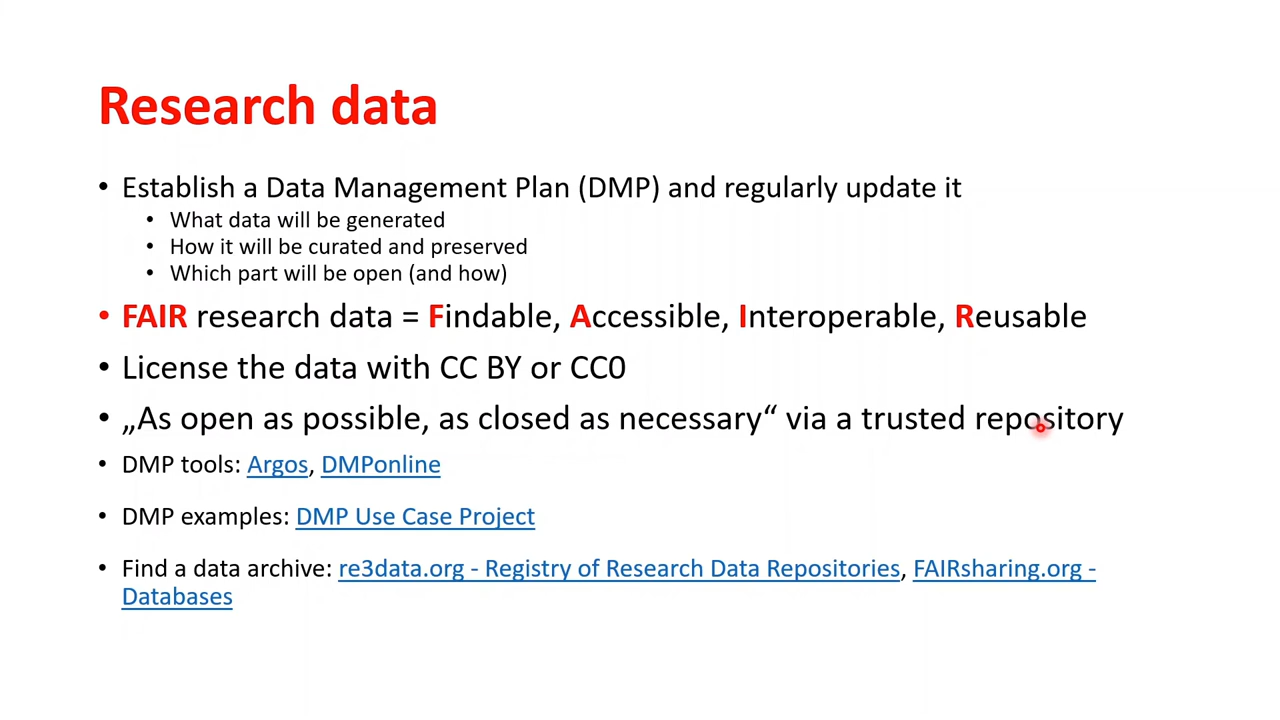 Research data
• Establish a Data Management Plan (DMP) and regularly update it
• What data will be generated
• How it will be curated and preserved
• Which part will be open (and how)
• FAIR research data = Findable, Accessible, Interoperable, Reusable
• License the data with CC BY or CC0
• „As open as possible, as closed as necessary“ via a trusted repository
• DMP tools: Argos, DMPonline
• DMP examples: DMP Use Case Project
• Find a data archive: re3data.org - Registry of Research Data Repositories, FAIRsharing.org -
Databases